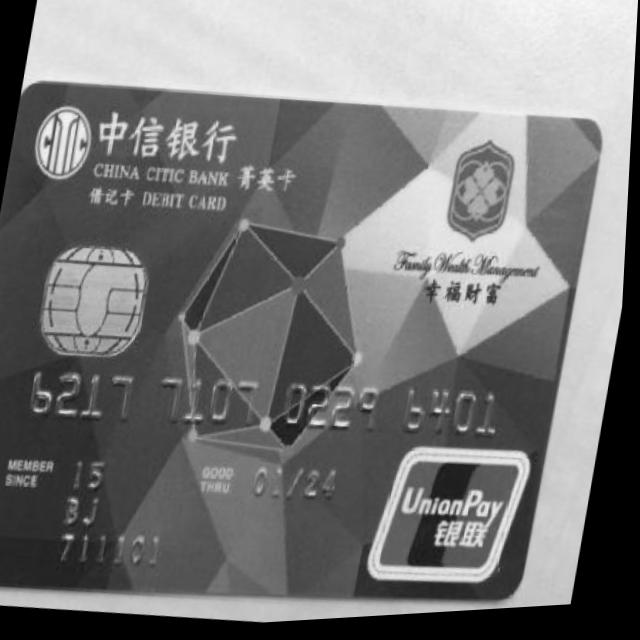 中信银行
CHINA CITIC BANK 菁英卡
借记卡 DEBIT CARD
Family Wealth Management
幸福财富
6217 7107 0229 6401
MEMBER SINCE 15
GOOD THRU 01/24
BJ
711101
UnionPay
银联